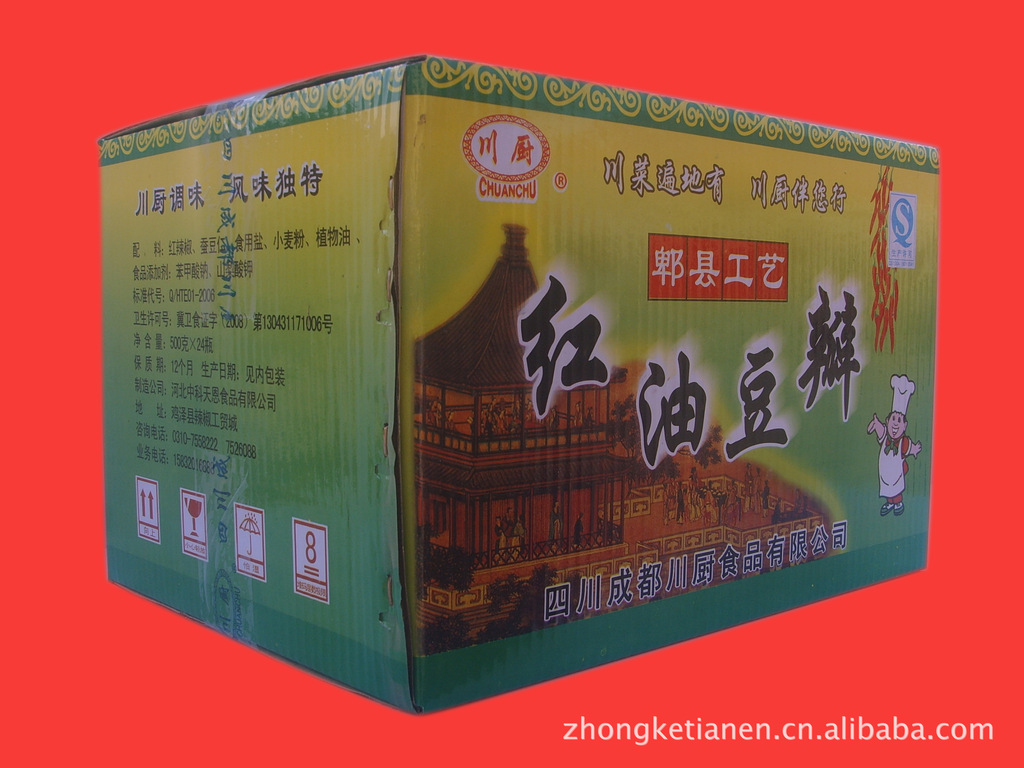 川厨调味 风味独特
配 料：红辣椒、蚕豆、食用盐、小麦粉、植物油、
食品添加剂：苯甲酸钠、山梨酸钾
标准代号：Q/HTE01-2006
卫生许可号：冀卫食证字（2008）第130431171006号
净含量：500克×24瓶
保质期：12个月 生产日期：见内包装
制造公司：河北中科天恩食品有限公司
地 址：鸡泽县辣椒工贸城
咨询电话：0310-7558222、7526088
业务电话：
8
川厨
CHUANCHU
®
川菜遍地有 川厨伴您行
郫县工艺
红油豆瓣
四川成都川厨食品有限公司
zhongketianen.cn.alibaba.com